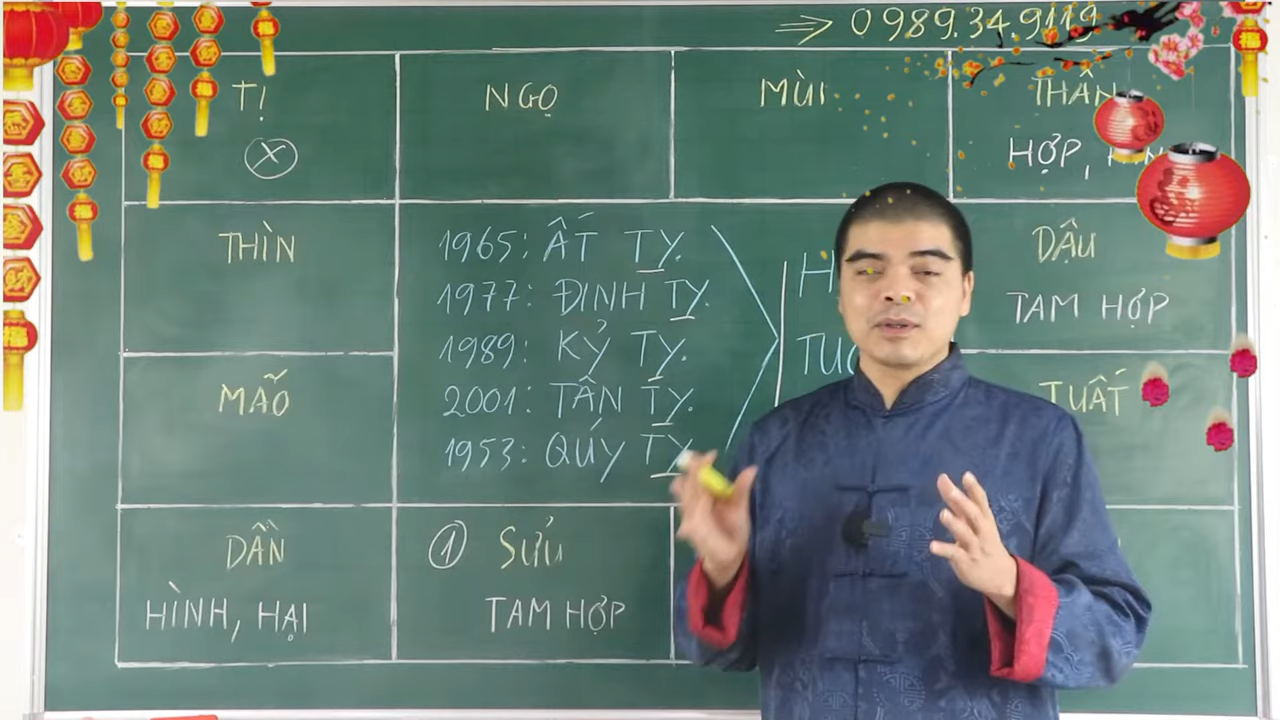 ⇒ 0989.34.9119
TỊ
NGỌ
MÙI
THÂN
Ⓧ
HỢP,
THÌN
1965: ẤT TỴ.
1977: ĐINH TỴ.
1989: KỶ TỴ.
2001: TÂN TỴ.
1953: QÚY TỴ
DẬU
TAM HỢP
MÃO
TUẤT
DẦN
HÌNH, HẠI
① SỬU
TAM HỢP